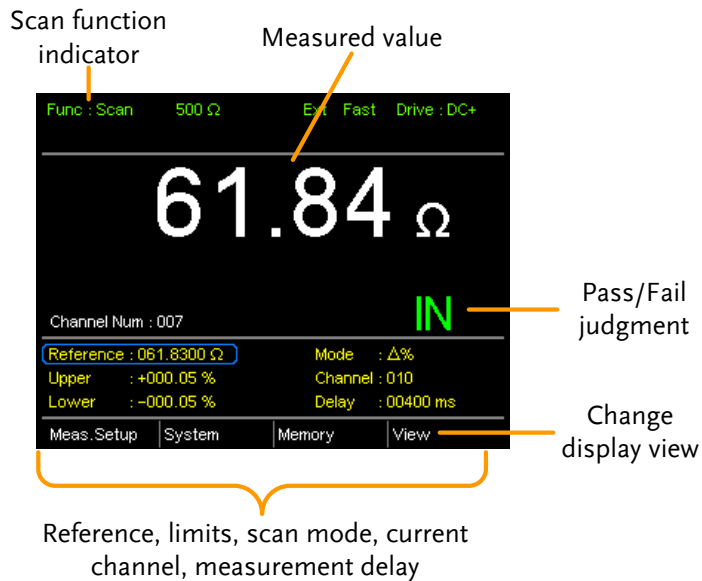 Scan function
indicator
Measured value
Func : Scan 500 Ω Ext Fast Drive : DC+
61.84 Ω
IN
Pass/Fail
judgment
Channel Num : 007
Reference : 061.8300 Ω Mode : Δ%
Upper : +000.05 % Channel : 010
Lower : −000.05 % Delay : 00400 ms
Meas.Setup System Memory View
Change
display view
Reference, limits, scan mode, current
channel, measurement delay